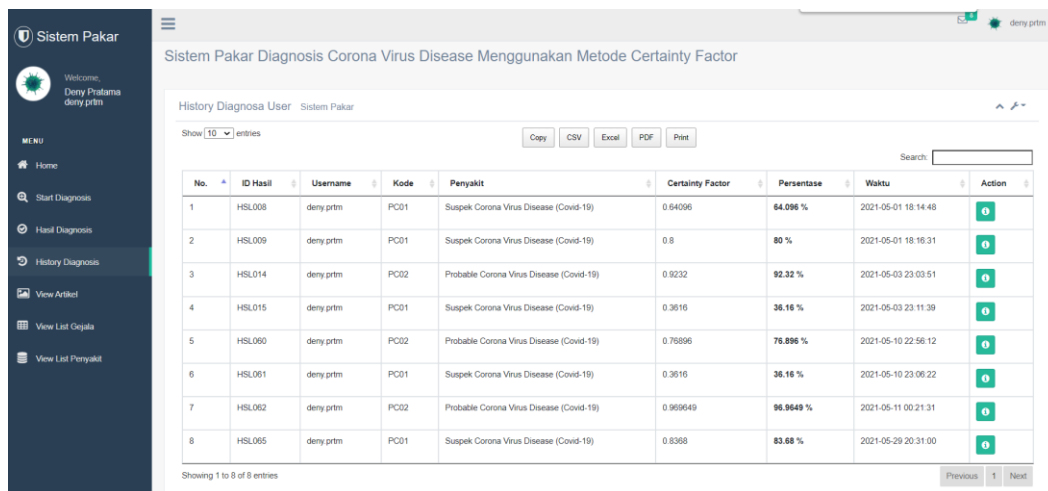 Sistem Pakar
Welcome,
Deny Pratama
deny.prtm
MENU
Home
Start Diagnosis
Hasil Diagnosis
History Diagnosis
View Artikel
View List Gejala
View List Penyakit
deny.prtm
Sistem Pakar Diagnosis Corona Virus Disease Menggunakan Metode Certainty Factor
History Diagnosa User Sistem Pakar
Show 10 entries
Copy CSV Excel PDF Print
Search:
No. ID Hasil Username Kode Penyakit Certainty Factor Persentase Waktu Action
1 HSL008 deny.prtm PC01 Suspek Corona Virus Disease (Covid-19) 0.64096 64.096 % 2021-05-01 18:14:48
2 HSL009 deny.prtm PC01 Suspek Corona Virus Disease (Covid-19) 0.8 80 % 2021-05-01 18:16:31
3 HSL014 deny.prtm PC02 Probable Corona Virus Disease (Covid-19) 0.9232 92.32 % 2021-05-03 23:03:51
4 HSL015 deny.prtm PC01 Suspek Corona Virus Disease (Covid-19) 0.3616 36.16 % 2021-05-03 23:11:39
5 HSL060 deny.prtm PC02 Probable Corona Virus Disease (Covid-19) 0.76896 76.896 % 2021-05-10 22:56:12
6 HSL061 deny.prtm PC01 Suspek Corona Virus Disease (Covid-19) 0.3616 36.16 % 2021-05-10 23:06:22
7 HSL062 deny.prtm PC02 Probable Corona Virus Disease (Covid-19) 0.969649 96.9649 % 2021-05-11 00:21:31
8 HSL065 deny.prtm PC01 Suspek Corona Virus Disease (Covid-19) 0.8368 83.68 % 2021-05-29 20:31:00
Showing 1 to 8 of 8 entries
Previous 1 Next